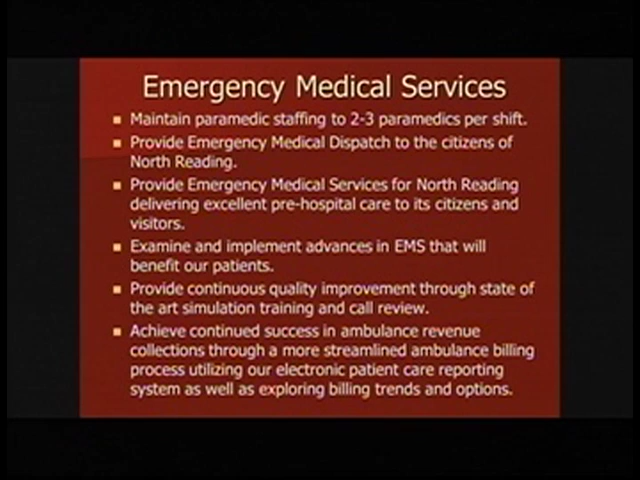 Emergency Medical Services
Maintain paramedic staffing to 2-3 paramedics per shift.
Provide Emergency Medical Dispatch to the citizens of
North Reading.
Provide Emergency Medical Services for North Reading
delivering excellent pre-hospital care to its citizens and
visitors.
Examine and implement advances in EMS that will
benefit our patients.
Provide continuous quality improvement through state of
the art simulation training and call review.
Achieve continued success in ambulance revenue
collections through a more streamlined ambulance billing
process utilizing our electronic patient care reporting
system as well as exploring billing trends and options.